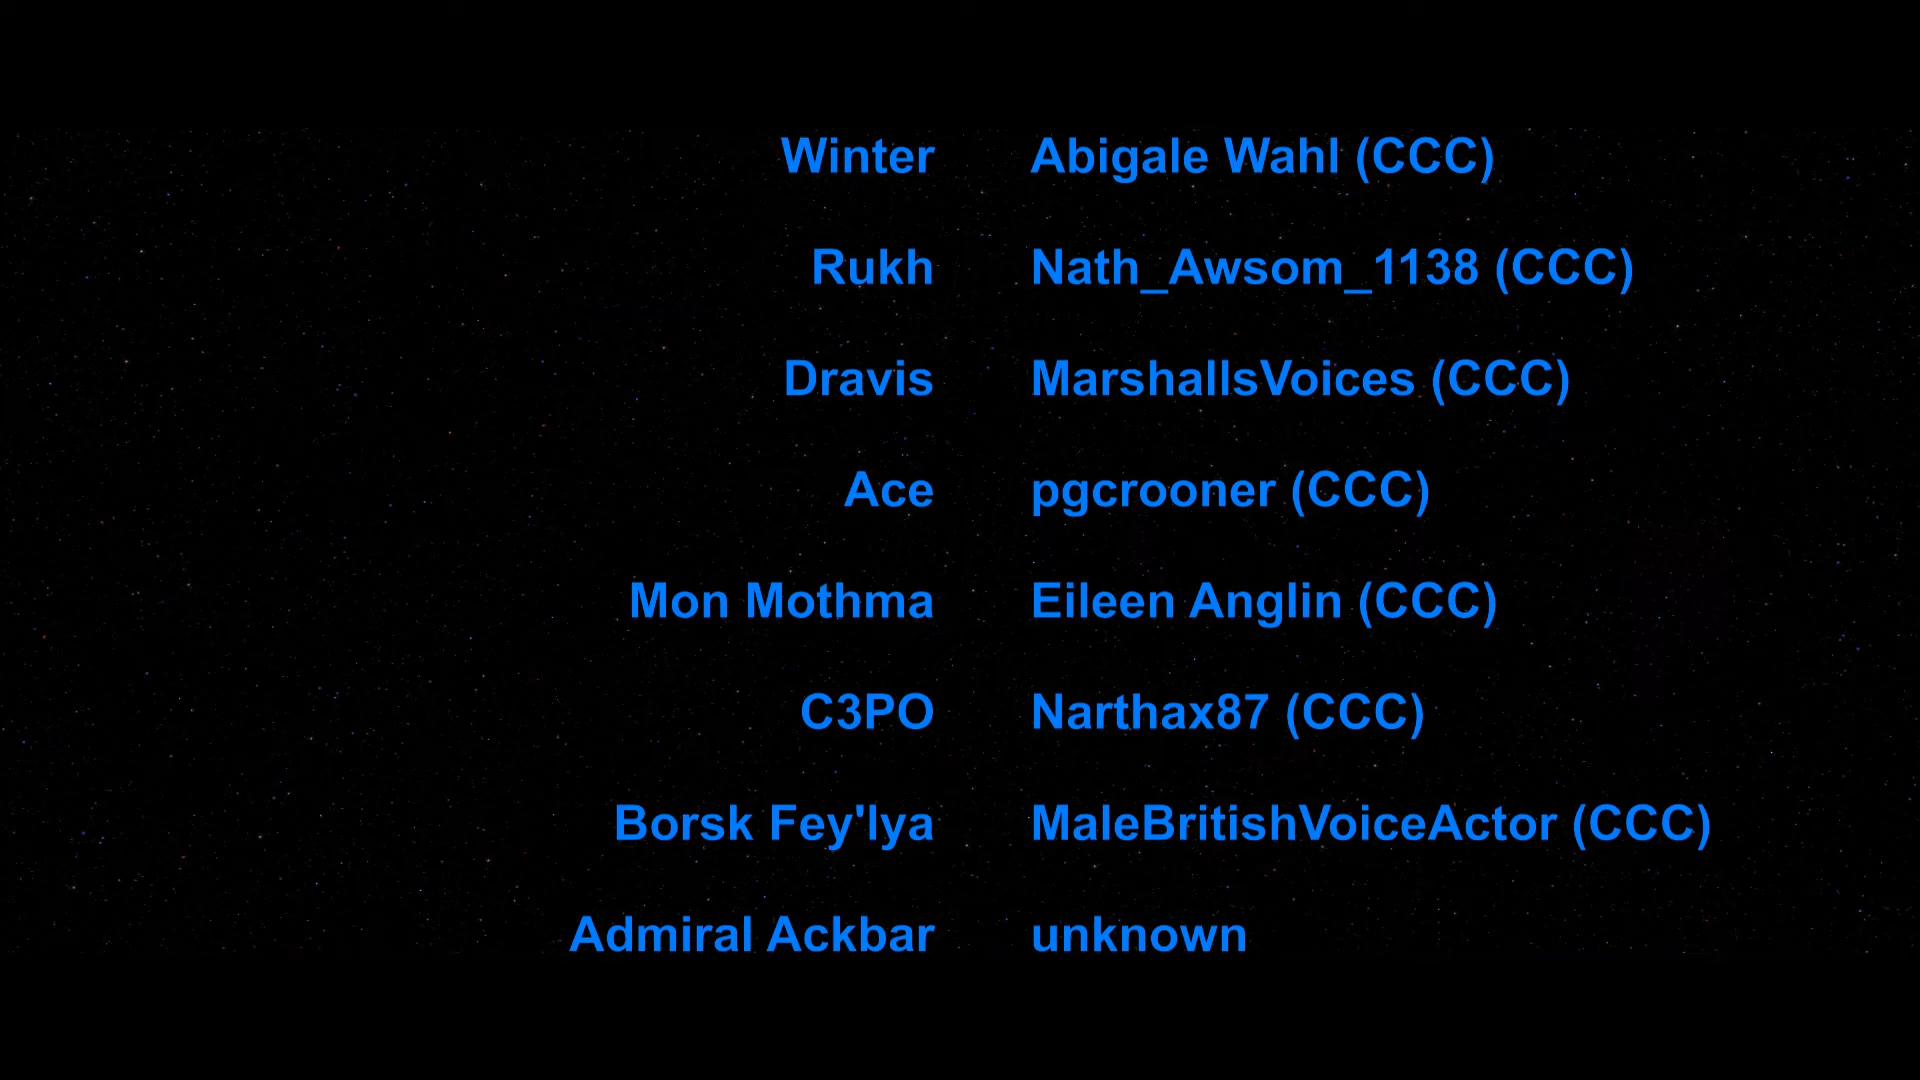 Winter Abigale Wahl (CCC)
Rukh Nath_Awsom_1138 (CCC)
Dravis MarshallsVoices (CCC)
Ace pgcrooner (CCC)
Mon Mothma Eileen Anglin (CCC)
C3PO Narthax87 (CCC)
Borsk Fey'lya MaleBritishVoiceActor (CCC)
Admiral Ackbar unknown